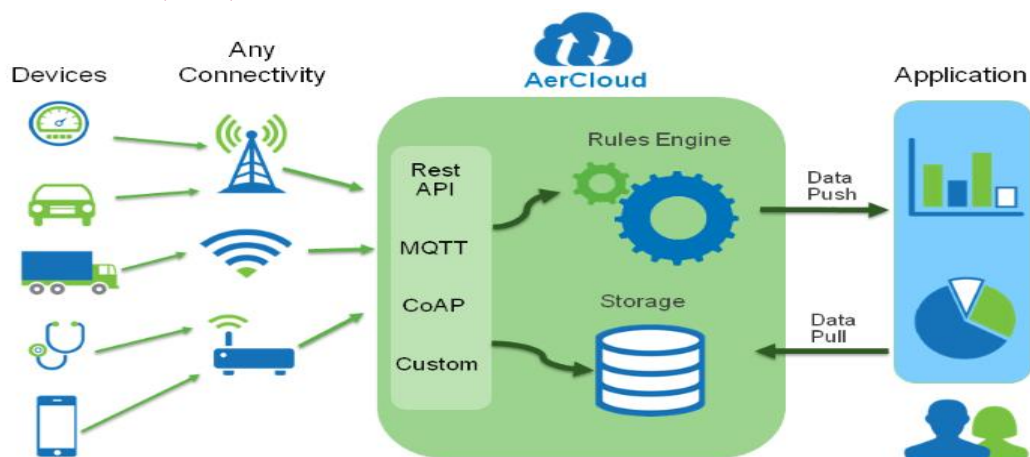 Devices
Any
Connectivity
AerCloud
Application
Rest
API
MQTT
CoAP
Custom
Rules Engine
Storage
Data
Push
Data
Pull